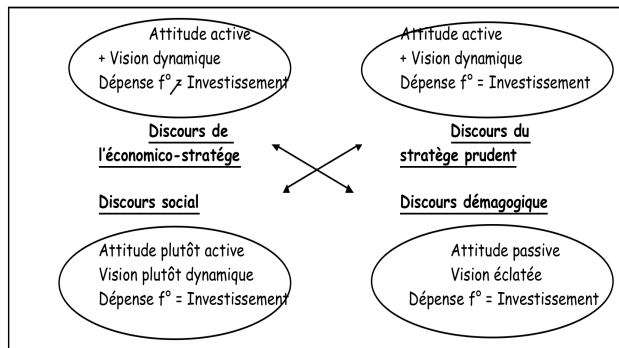 Attitude active
+ Vision dynamique
Dépense f° ≠ Investissement
Attitude active
+ Vision dynamique
Dépense f° = Investissement
Discours de
l'économico-stratége
Discours du
stratège prudent
Discours social
Discours démagogique
Attitude plutôt active
Vision plutôt dynamique
Dépense f° = Investissement
Attitude passive
Vision éclatée
Dépense f° = Investissement